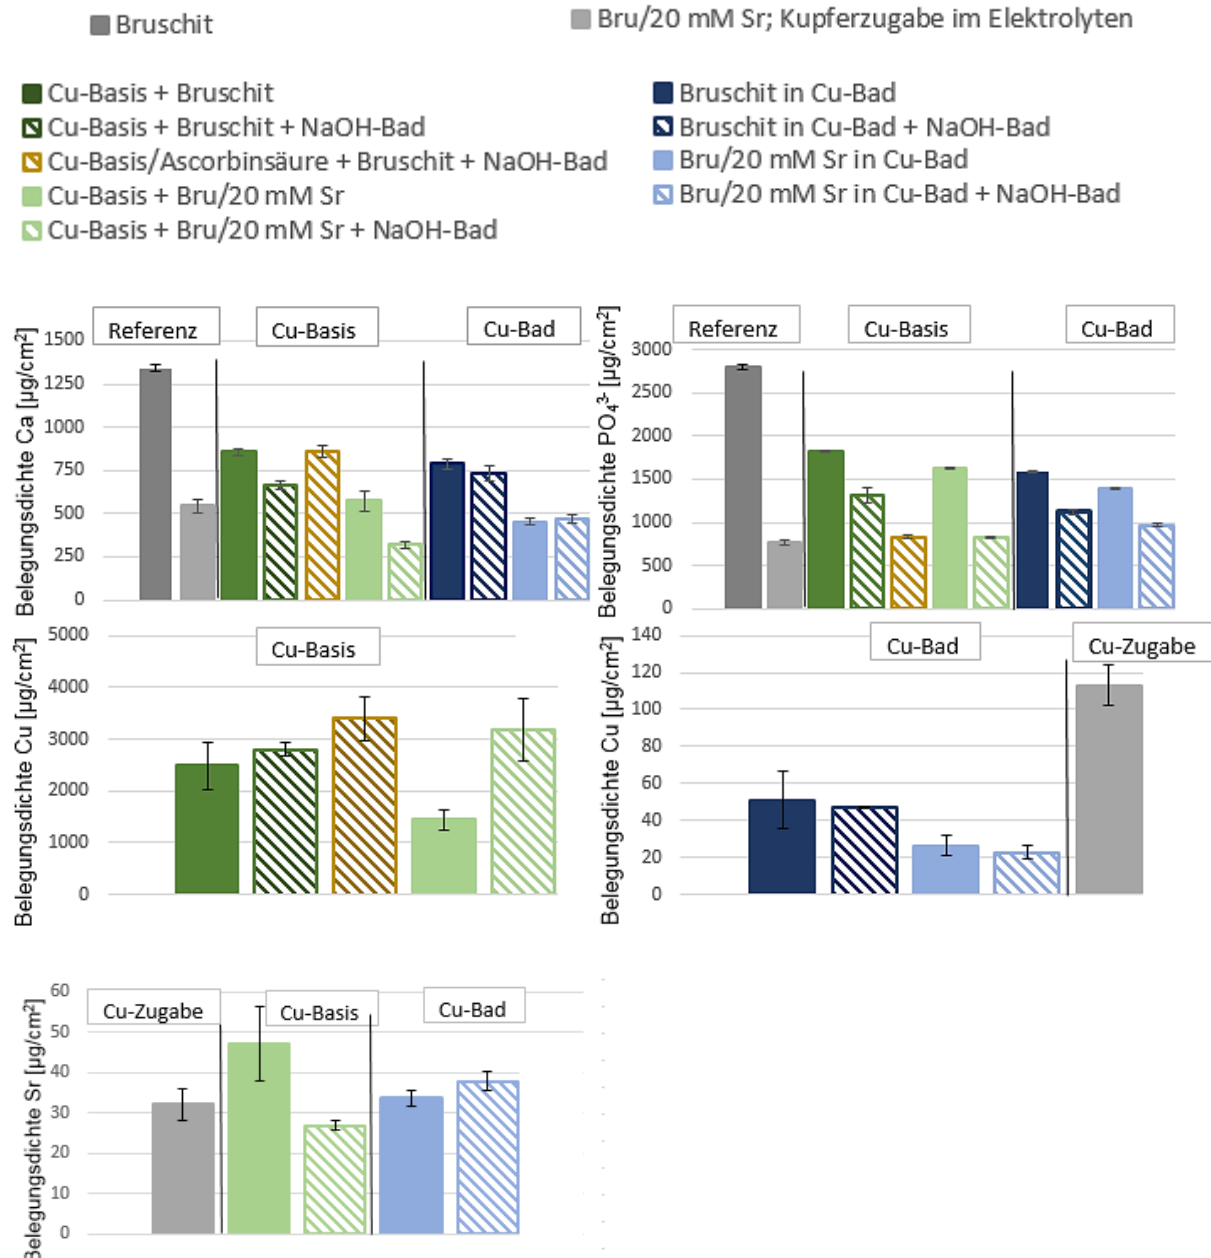 Bruschit
Bru/20 mM Sr; Kupferzugabe im Elektrolyten
Cu-Basis + Bruschit
Cu-Basis + Bruschit + NaOH-Bad
Cu-Basis/Ascorbinsäure + Bruschit + NaOH-Bad
Cu-Basis + Bru/20 mM Sr
Cu-Basis + Bru/20 mM Sr + NaOH-Bad
Bruschit in Cu-Bad
Bruschit in Cu-Bad + NaOH-Bad
Bru/20 mM Sr in Cu-Bad
Bru/20 mM Sr in Cu-Bad + NaOH-Bad
Referenz
Cu-Basis
Cu-Bad
Belegungsdichte Ca [µg/cm²]
1500
1250
1000
750
500
250
0
Referenz
Cu-Basis
Cu-Bad
Belegungsdichte PO₄³⁻ [µg/cm²]
3000
2500
2000
1500
1000
500
0
Cu-Basis
Belegungsdichte Cu [µg/cm²]
5000
4000
3000
2000
1000
0
Cu-Bad
Cu-Zugabe
Belegungsdichte Cu [µg/cm²]
140
120
100
80
60
40
20
0
Cu-Zugabe
Cu-Basis
Cu-Bad
Belegungsdichte Sr [µg/cm²]
60
50
40
30
20
10
0